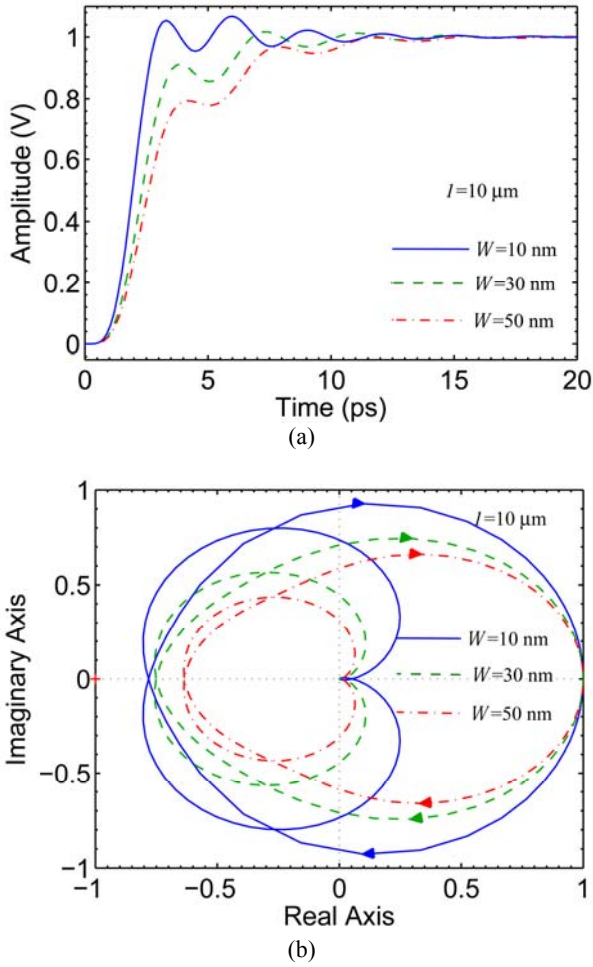 1
0.8
0.6
0.4
0.2
0
Amplitude (V)
l=10 μm
W=10 nm
W=30 nm
W=50 nm
0 5 10 15 20
Time (ps)
(a)
1
0.5
0
−0.5
−1
Imaginary Axis
l=10 μm
W=10 nm
W=30 nm
W=50 nm
−1 −0.5 0 0.5 1
Real Axis
(b)